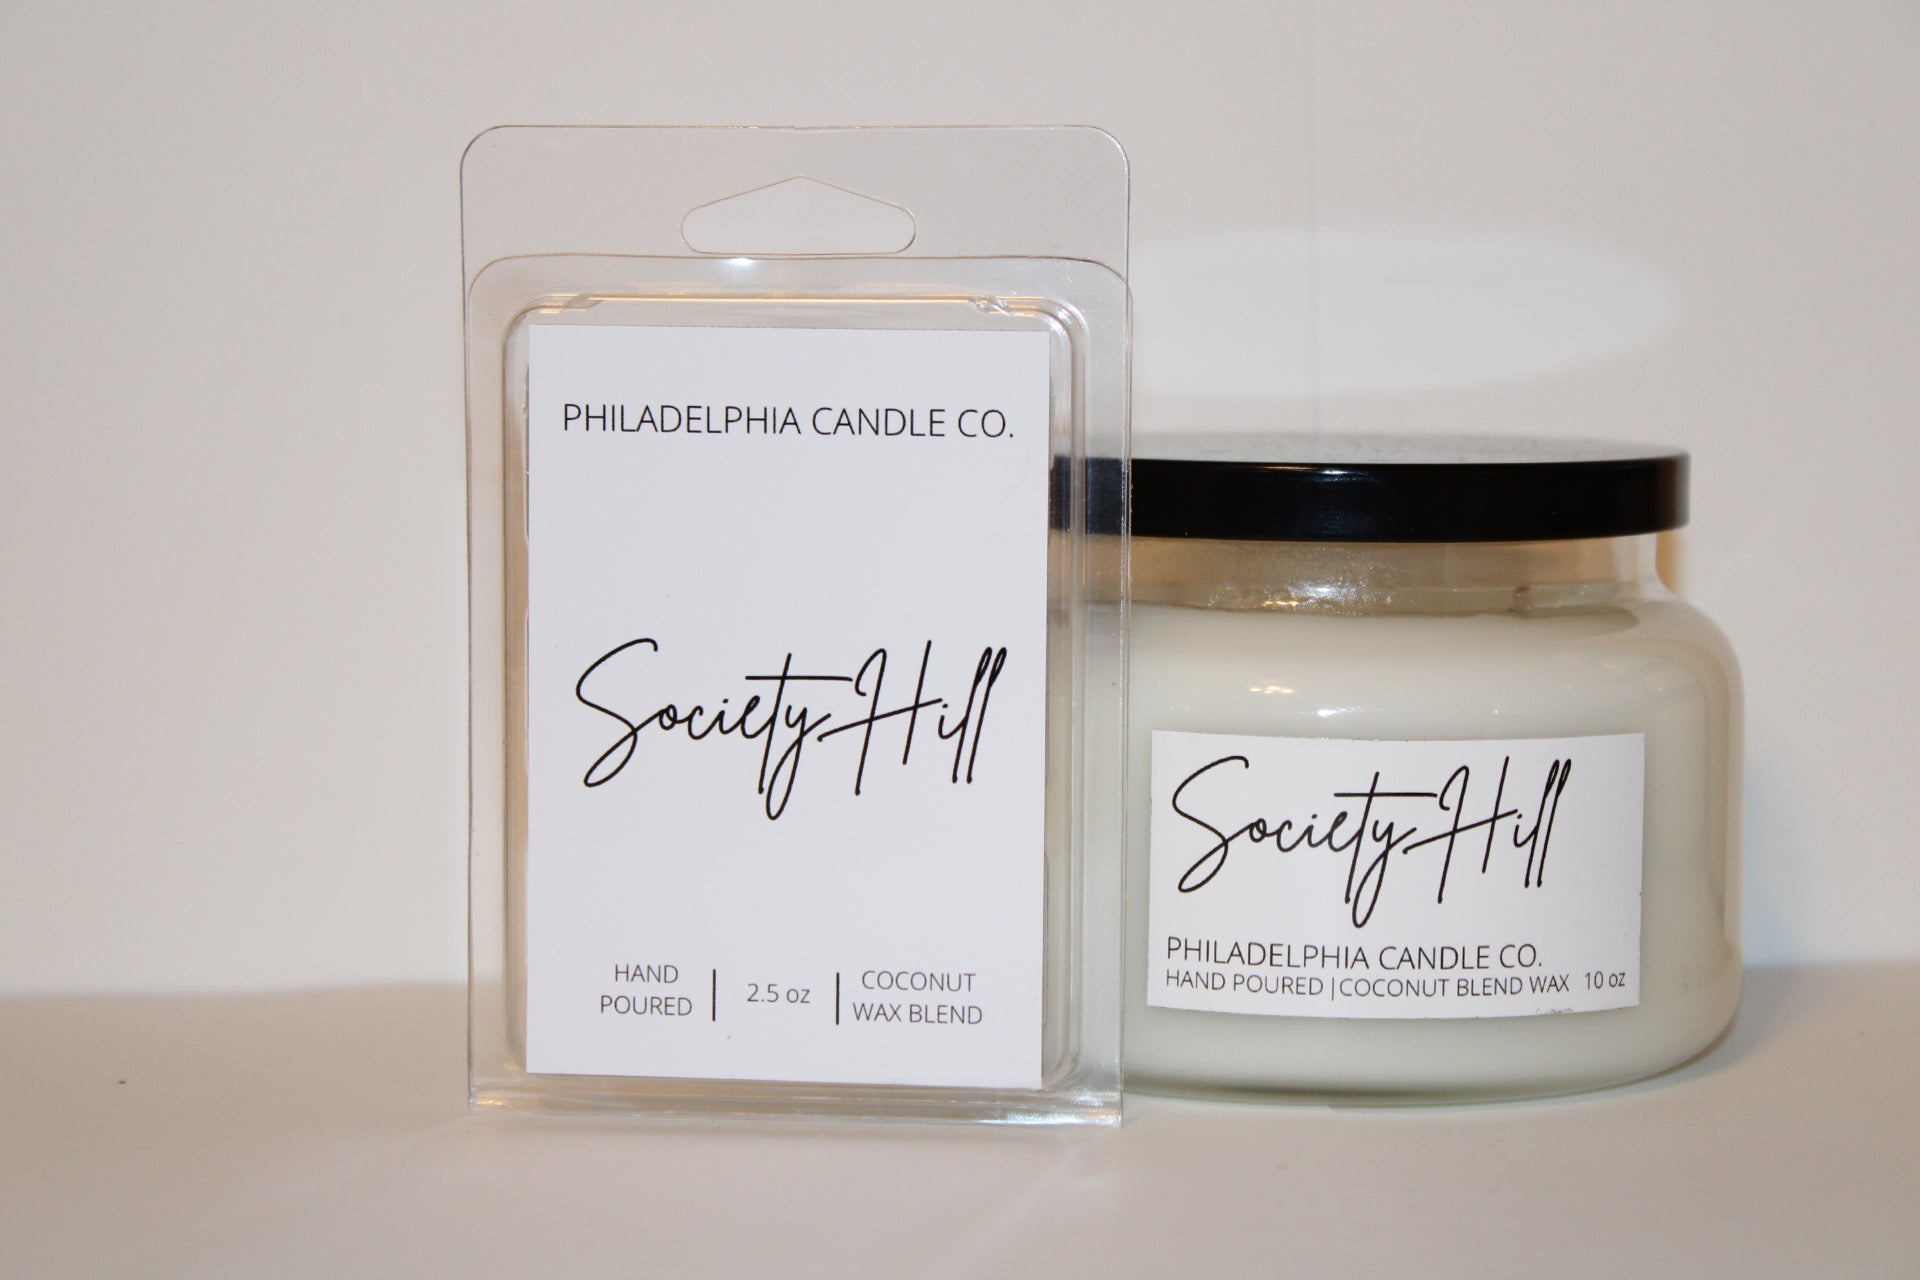 PHILADELPHIA CANDLE CO.
Society Hill
HAND
POURED
2.5 oz
COCONUT
WAX BLEND
Society Hill
PHILADELPHIA CANDLE CO.
HAND POURED | COCONUT BLEND WAX 10 oz